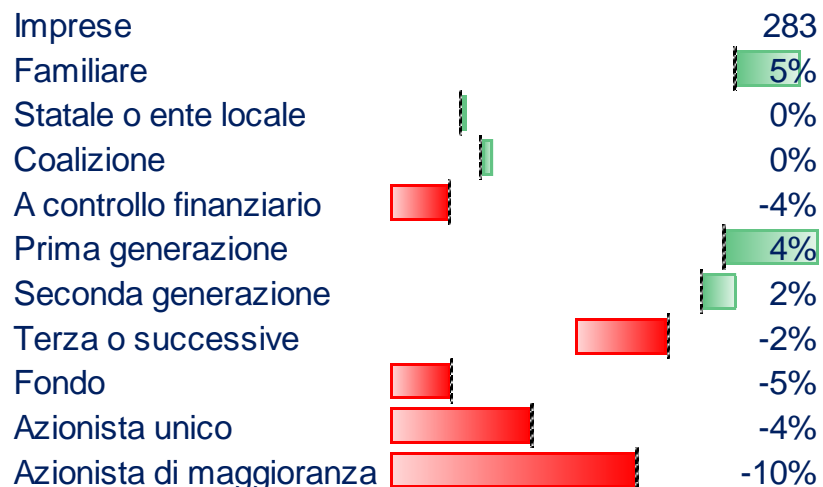 Imprese 283
Familiare 5%
Statale o ente locale 0%
Coalizione 0%
A controllo finanziario -4%
Prima generazione 4%
Seconda generazione 2%
Terza o successive -2%
Fondo -5%
Azionista unico -4%
Azionista di maggioranza -10%